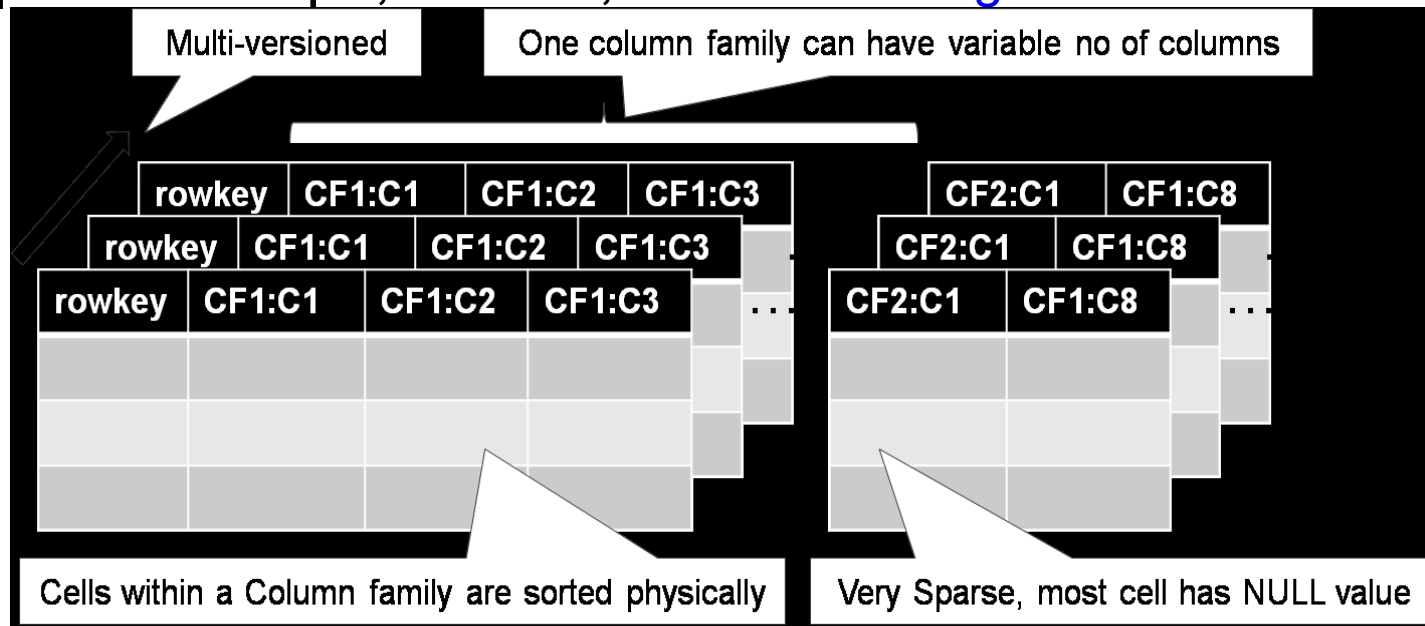 Multi-versioned
One column family can have variable no of columns
rowkey CF1:C1 CF1:C2 CF1:C3 CF2:C1 CF1:C8
rowkey CF1:C1 CF1:C2 CF1:C3 CF2:C1 CF1:C8
rowkey CF1:C1 CF1:C2 CF1:C3 ... CF2:C1 CF1:C8 ...
Cells within a Column family are sorted physically
Very Sparse, most cell has NULL value